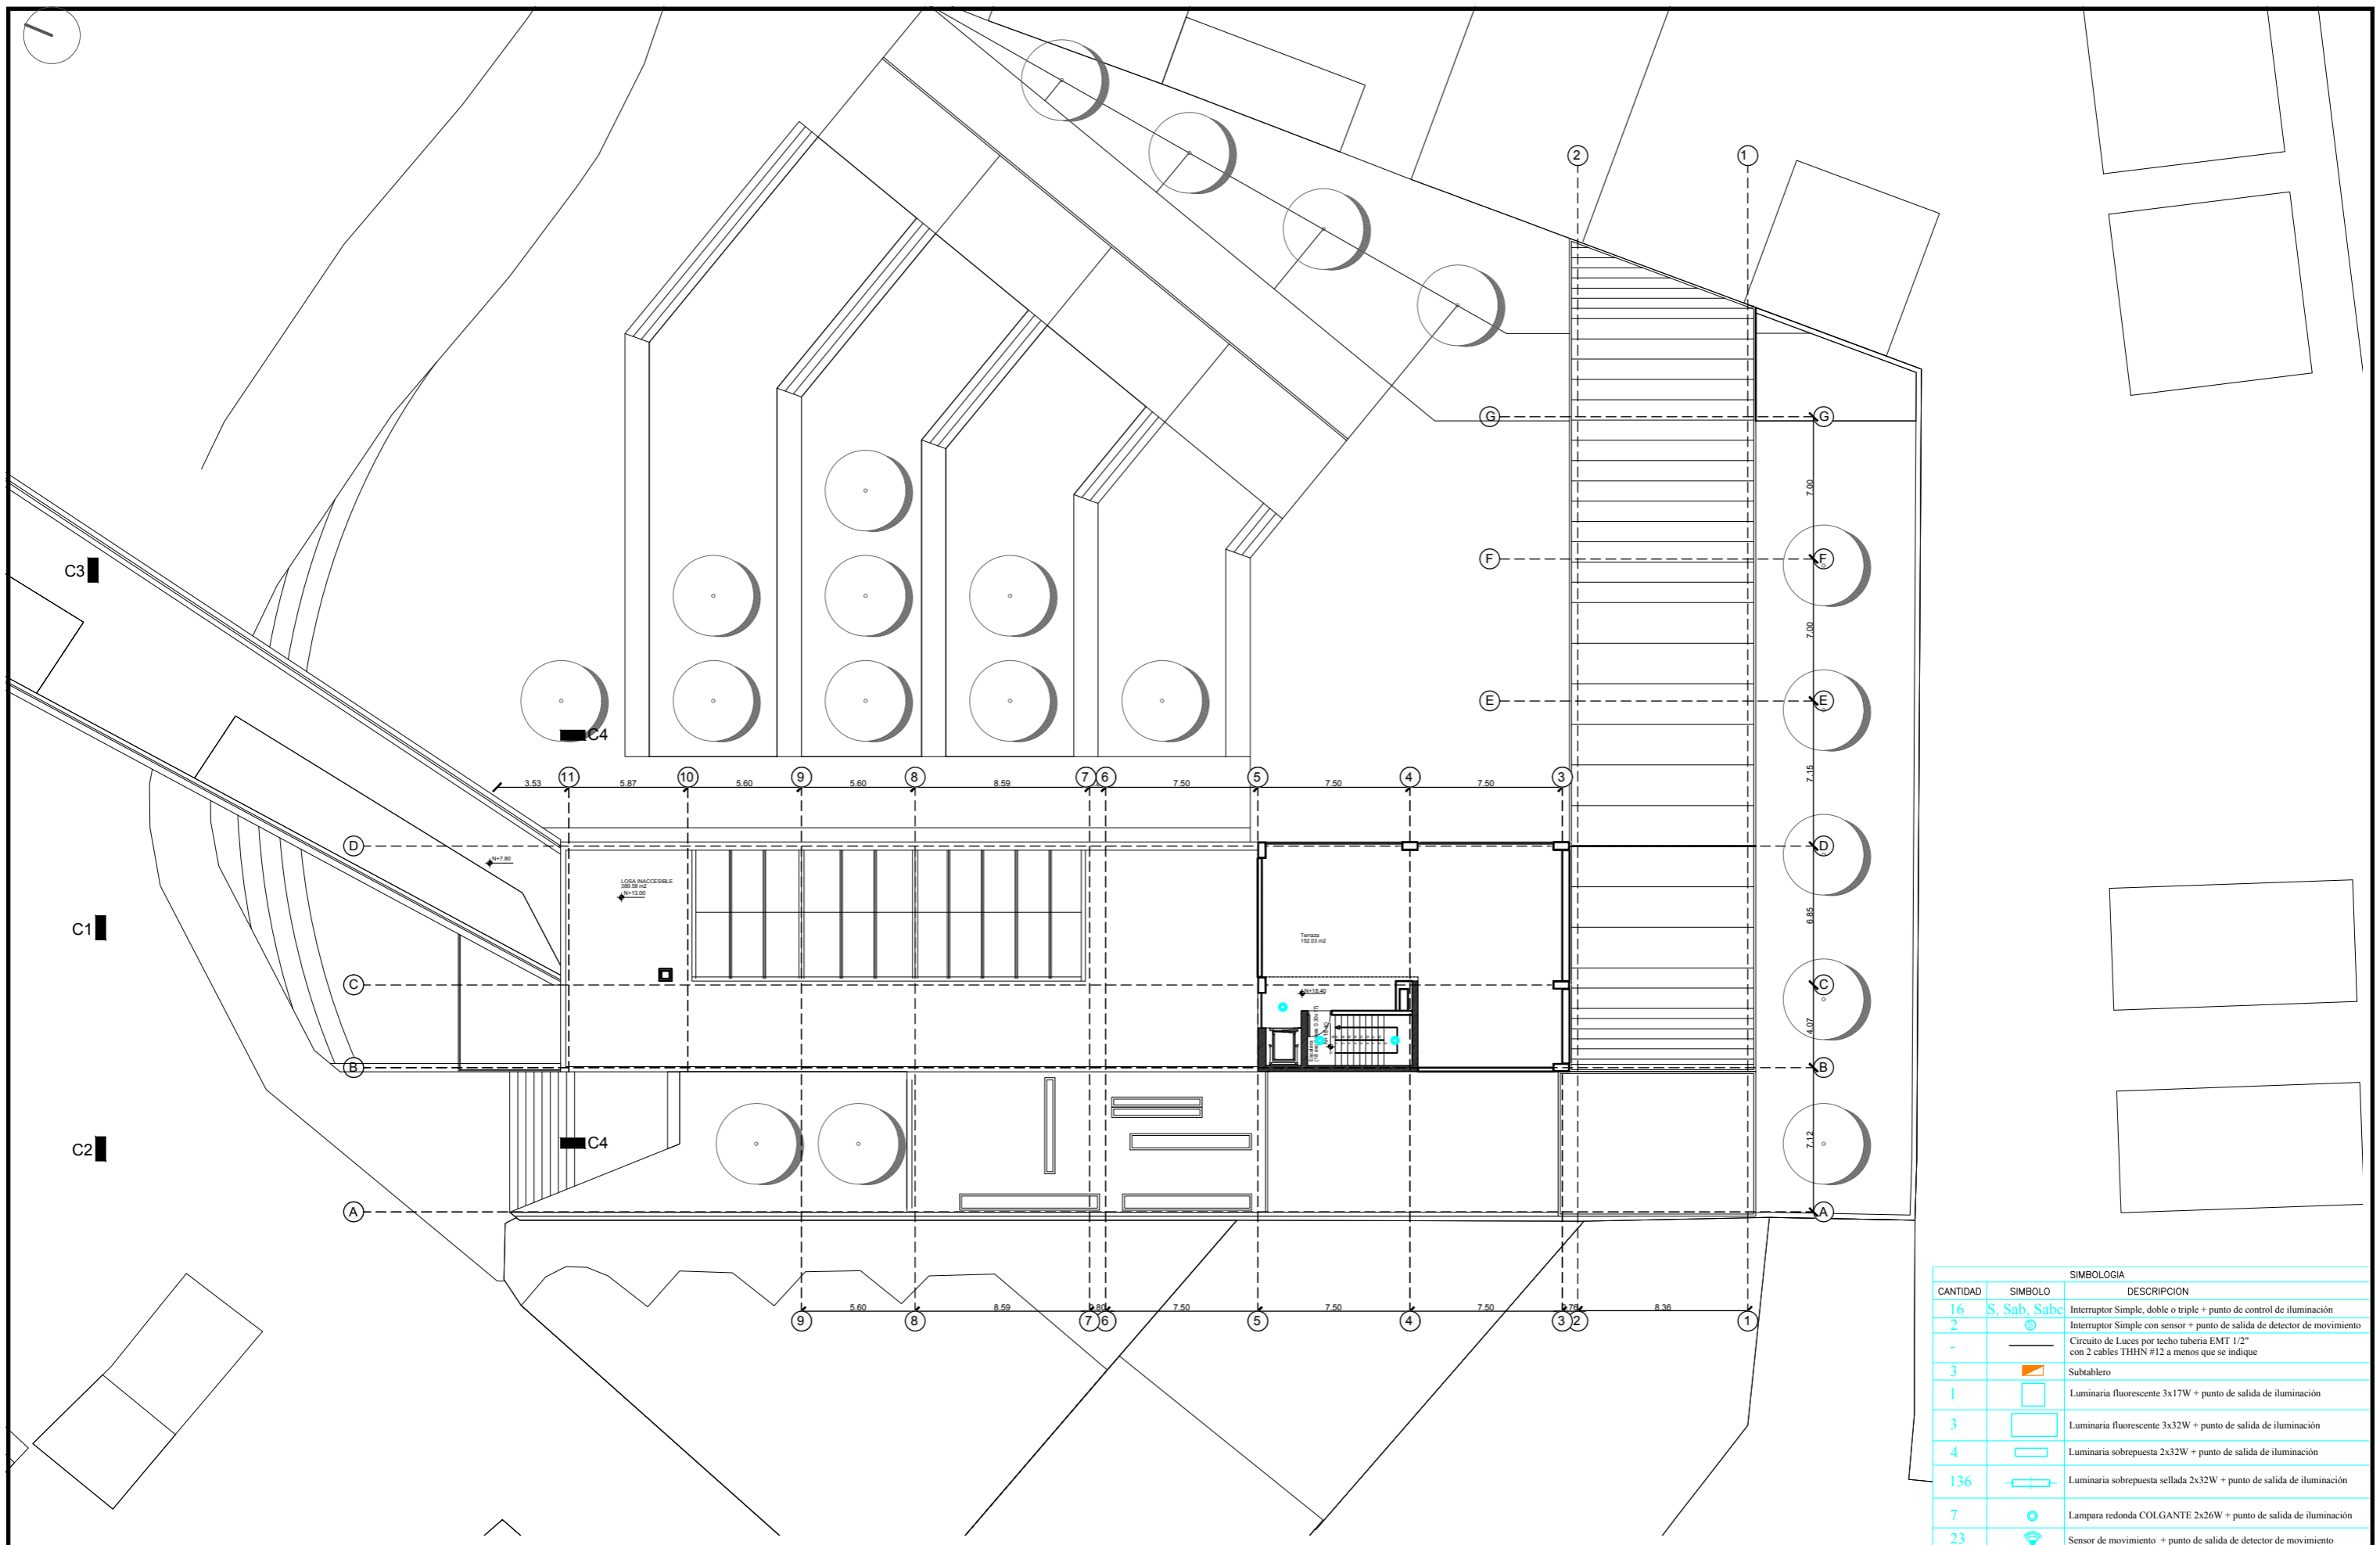 2
1
G
G
7.00
F
F
C3
7.00
E
E
C4
7.15
11
10
9
8
7
6
5
4
3
3.53
5.87
5.60
5.60
8.59
7.50
7.50
7.50
D
D
N+7.80
LOSA INACCESIBLE
389.58 m2
N+13.00
6.85
C1
Terraza
152.03 m2
C
C
N+18.40
4.07
B
B
C2
C4
7.12
A
A
5.60
8.59
7.50
7.50
7.50
8.36
9
8
7
6
5
4
3
2
1
SIMBOLOGIA
CANTIDAD SIMBOLO DESCRIPCION
16 S, Sab, Sabc Interruptor Simple, doble o triple + punto de control de iluminación
2 S Interruptor Simple con sensor + punto de salida de detector de movimiento
- Circuito de Luces por techo tuberia EMT 1/2"
con 2 cables THHN #12 a menos que se indique
3 Subtablero
1 Luminaria fluorescente 3x17W + punto de salida de iluminación
3 Luminaria fluorescente 3x32W + punto de salida de iluminación
4 Luminaria sobrepuesta 2x32W + punto de salida de iluminación
136 Luminaria sobrepuesta sellada 2x32W + punto de salida de iluminación
7 Lampara redonda COLGANTE 2x26W + punto de salida de iluminación
23 Sensor de movimiento + punto de salida de detector de movimiento